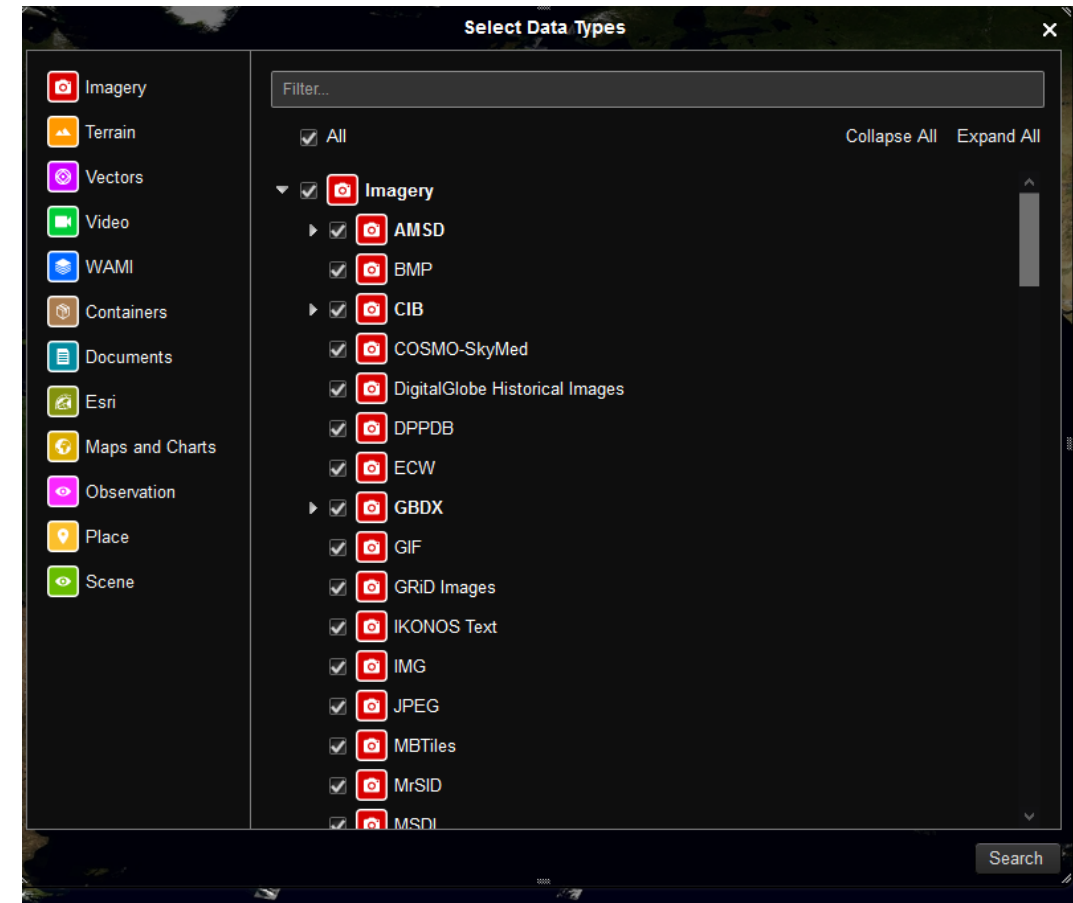 Select Data Types
Imagery
Terrain
Vectors
Video
WAMI
Containers
Documents
Esri
Maps and Charts
Observation
Place
Scene
Filter...
All
Collapse All Expand All
Imagery
AMSD
BMP
CIB
COSMO-SkyMed
DigitalGlobe Historical Images
DPPDB
ECW
GBDX
GIF
GRiD Images
IKONOS Text
IMG
JPEG
MBTiles
MrSID
Search